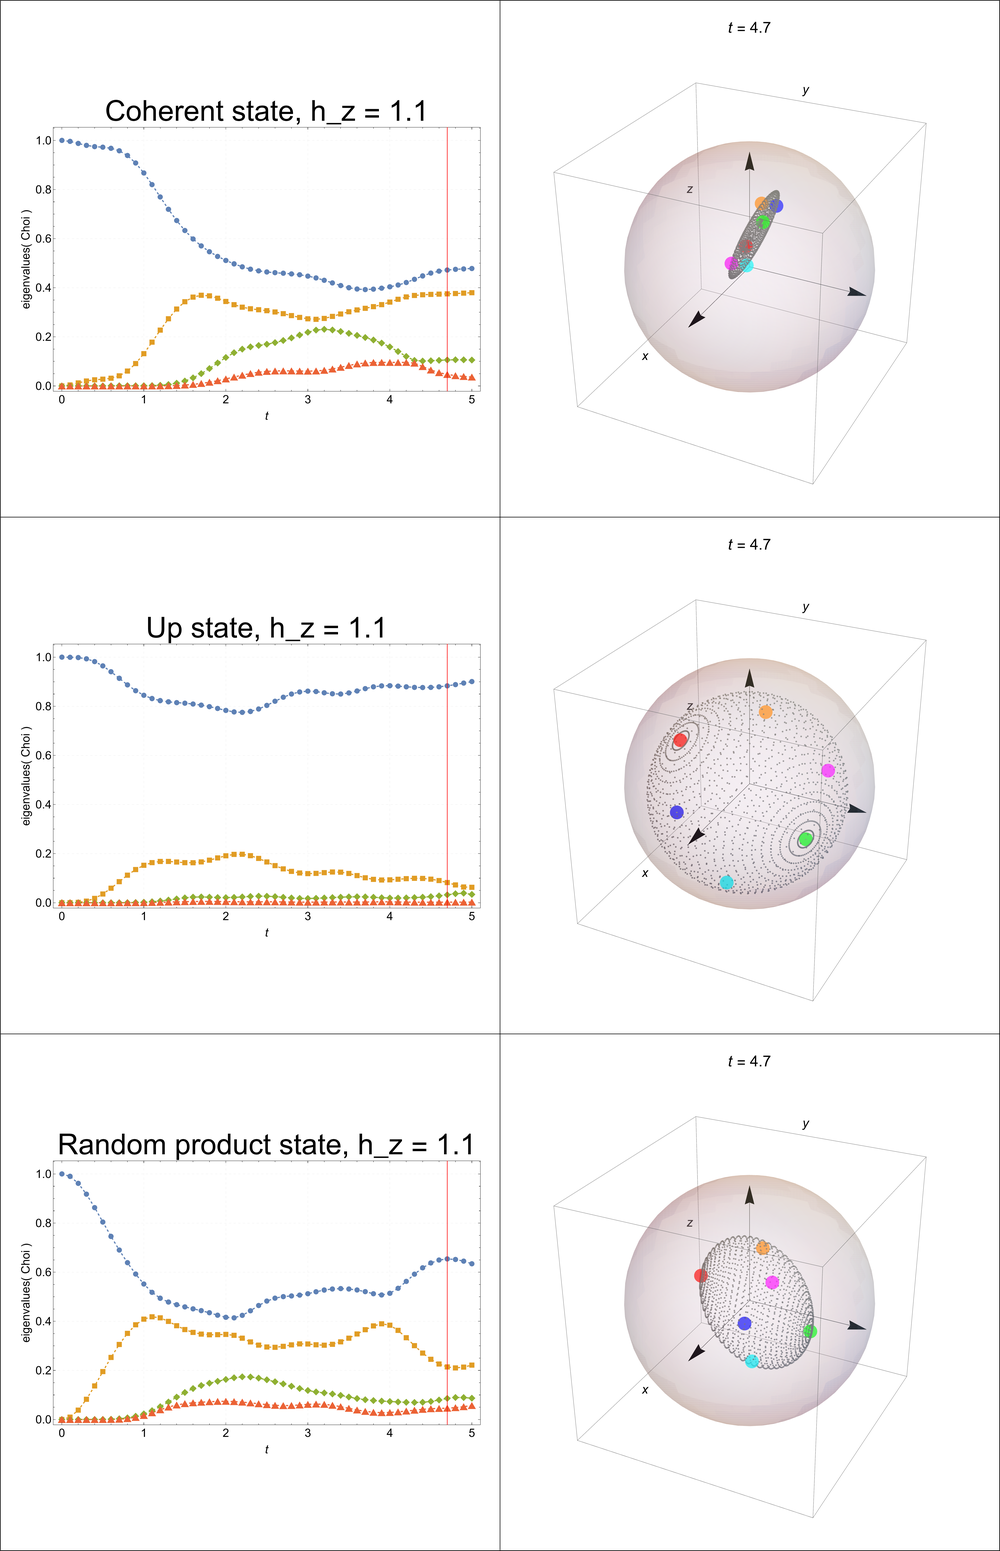 Coherent state, h_z = 1.1
eigenvalues( Choi )
1.0
0.8
0.6
0.4
0.2
0.0
0 1 2 3 4 5
t
t = 4.7
y
z
x
Up state, h_z = 1.1
eigenvalues( Choi )
1.0
0.8
0.6
0.4
0.2
0.0
0 1 2 3 4 5
t
t = 4.7
y
z
x
Random product state, h_z = 1.1
eigenvalues( Choi )
1.0
0.8
0.6
0.4
0.2
0.0
0 1 2 3 4 5
t
t = 4.7
y
z
x